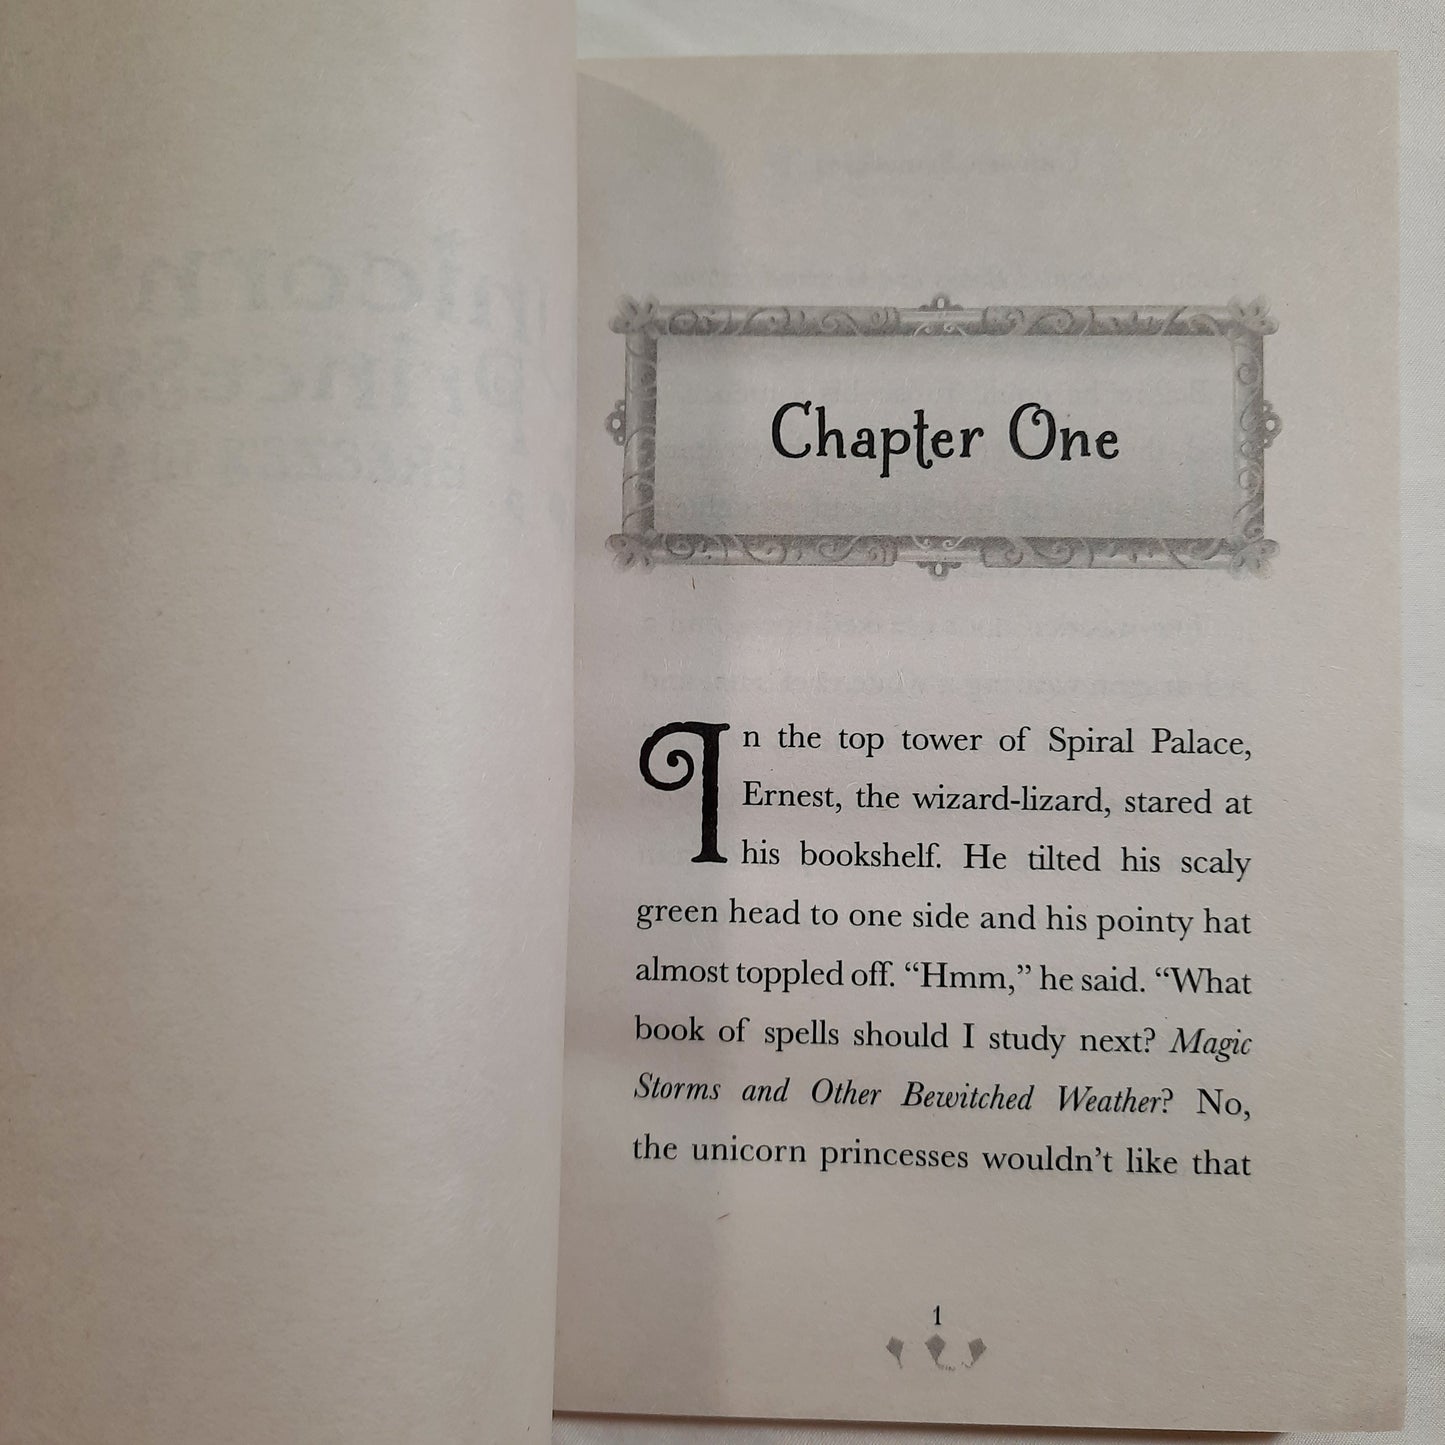 Chapter One
In the top tower of Spiral Palace,
Ernest, the wizard-lizard, stared at
his bookshelf. He tilted his scaly
green head to one side and his pointy hat
almost toppled off. “Hmm,” he said. “What
book of spells should I study next? Magic
Storms and Other Bewitched Weather? No,
the unicorn princesses wouldn’t like that
1